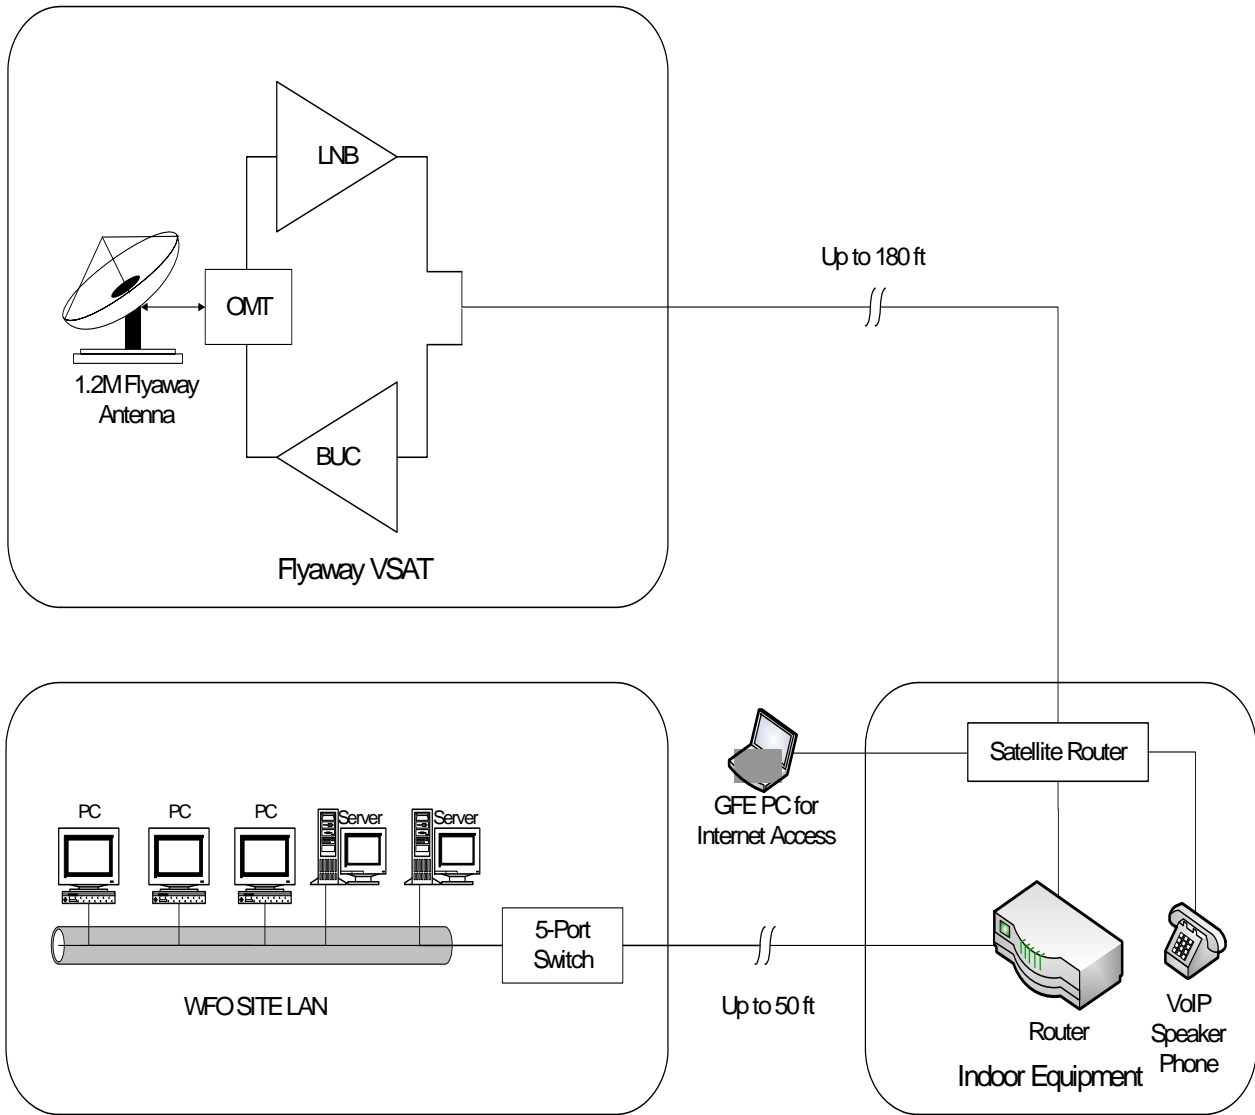 LNB
Up to 180 ft
OMT
1.2M Flyaway
Antenna
BUC
Flyaway VSAT
Satellite Router
GFE PC for
Internet Access
PC
PC
PC
Server
Server
5-Port
Switch
WFO SITE LAN
Up to 50 ft
Router
VoIP
Speaker
Phone
Indoor Equipment